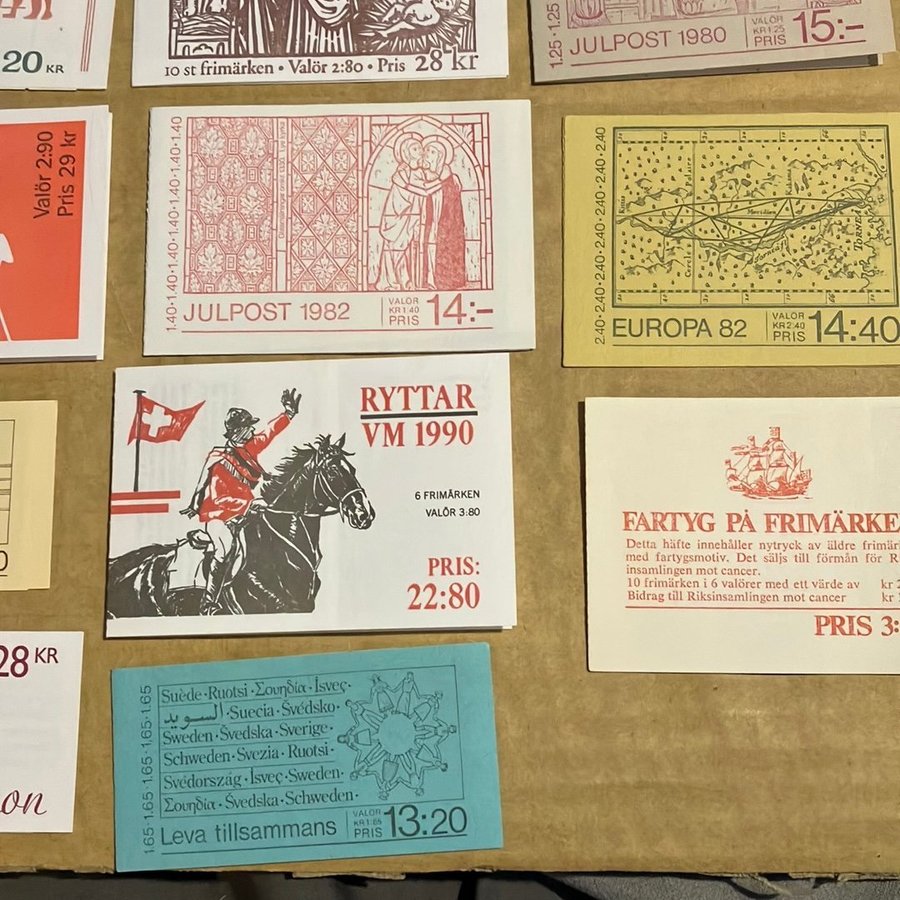 20 KR
10 st frimärken • Valör 2:80 • Pris 28 kr
1.25·1.25
JULPOST 1980
VALÖR
KR 1.25
PRIS
15:-
Valör 2:90
Pris 29 kr
1.40·1.40·1.40·1.40·1.40·1.40·1.40
JULPOST 1982
VALÖR
KR 1.40
PRIS
14:-
2.40·2.40·2.40·2.40·2.40·2.40
Meridien
TORNEÅ
EUROPA 82
VALÖR
KR 2.40
PRIS
14:40
RYTTAR
VM 1990
6 FRIMÄRKEN
VALÖR 3:80
PRIS:
22:80
FARTYG PÅ FRIMÄRKE
Detta häfte innehåller nytryck av äldre frimär
med fartygsmotiv. Det säljs till förmån för R
insamlingen mot cancer.
10 frimärken i 6 valörer med ett värde av kr 2
Bidrag till Riksinsamlingen mot cancer kr
PRIS 3:
28 KR
on
1.65·1.65·1.65·1.65·1.65·1.65
Suède·Ruotsi·Σουηδία·İsveç·
السويد·Suecia·Švédsko·
Sweden·Švedska·Sverige·
Schweden·Svezia·Ruotsi·
Svédország·İsveç·Sweden·
Σουηδία·Švedska·Schweden·
Leva tillsammans
VALÖR
KR 1.65
PRIS
13:20